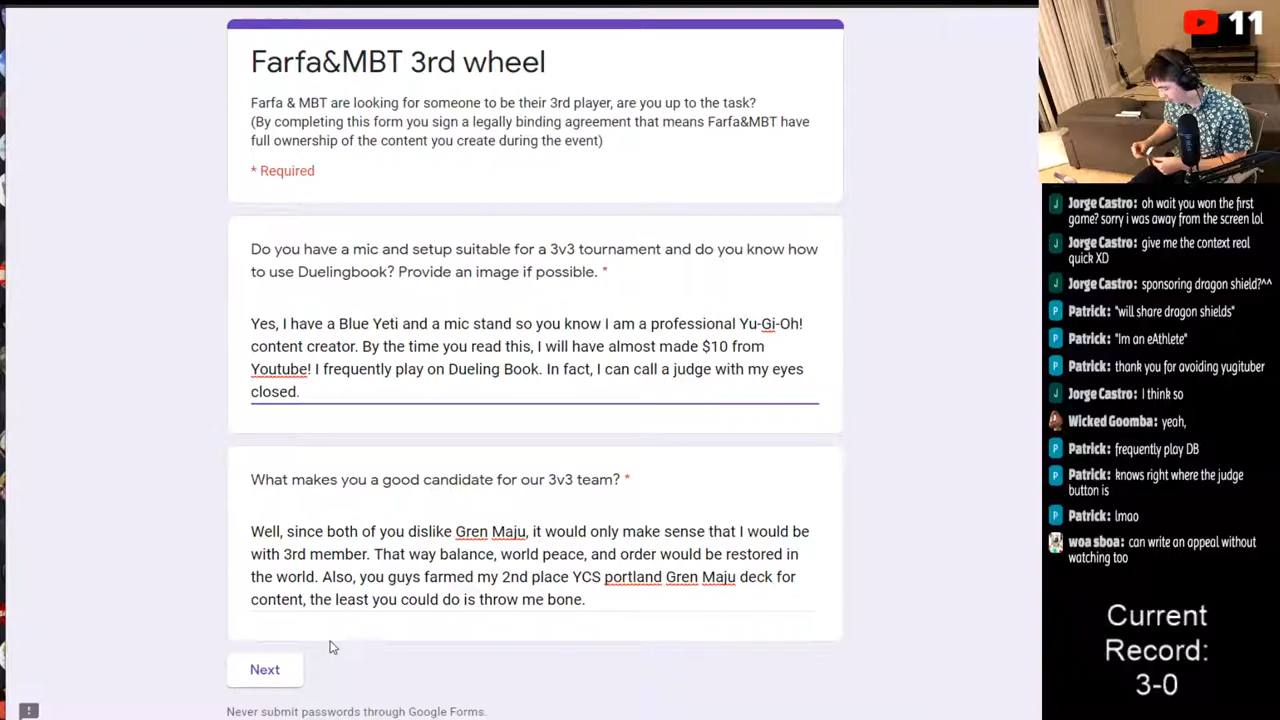 Farfa&MBT 3rd wheel
Farfa & MBT are looking for someone to be their 3rd player, are you up to the task?
(By completing this form you sign a legally binding agreement that means Farfa&MBT have
full ownership of the content you create during the event)
* Required
Do you have a mic and setup suitable for a 3v3 tournament and do you know how
to use Duelingbook? Provide an image if possible. *
Yes, I have a Blue Yeti and a mic stand so you know I am a professional Yu-Gi-Oh!
content creator. By the time you read this, I will have almost made $10 from
Youtube! I frequently play on Dueling Book. In fact, I can call a judge with my eyes
closed.
What makes you a good candidate for our 3v3 team? *
Well, since both of you dislike Gren Maju, it would only make sense that I would be
with 3rd member. That way balance, world peace, and order would be restored in
the world. Also, you guys farmed my 2nd place YCS portland Gren Maju deck for
content, the least you could do is throw me bone.
Next
Never submit passwords through Google Forms.
11
Jorge Castro: oh wait you won the first
game? sorry i was away from the screen lol
Jorge Castro: give me the context real
quick XD
Jorge Castro: sponsoring dragon shield?^^
Patrick: "will share dragon shields"
Patrick: "Im an eAthlete"
Patrick: thank you for avoiding yugituber
Jorge Castro: I think so
Wicked Goomba: yeah,
Patrick: frequently play DB
Patrick: knows right where the judge
button is
Patrick: lmao
woa sboa: can write an appeal without
watching too
Current
Record:
3-0